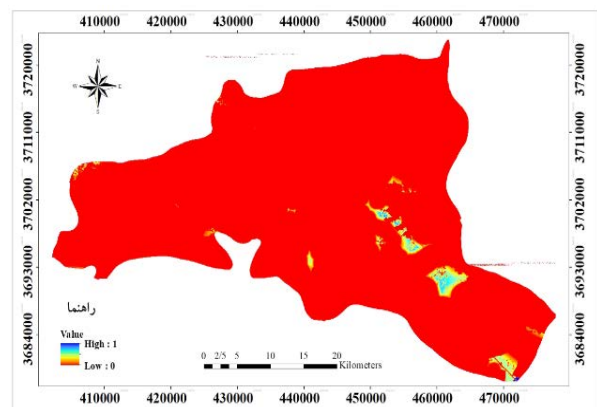 410000 420000 430000 440000 450000 460000 470000
3720000 3720000
3711000 3711000
3702000 3702000
3693000 3693000
3684000 3684000
N
W E
S
راهنما
Value
High : 1
Low : 0
0 2/5 5 10 15 20
Kilometers
410000 420000 430000 440000 450000 460000 470000